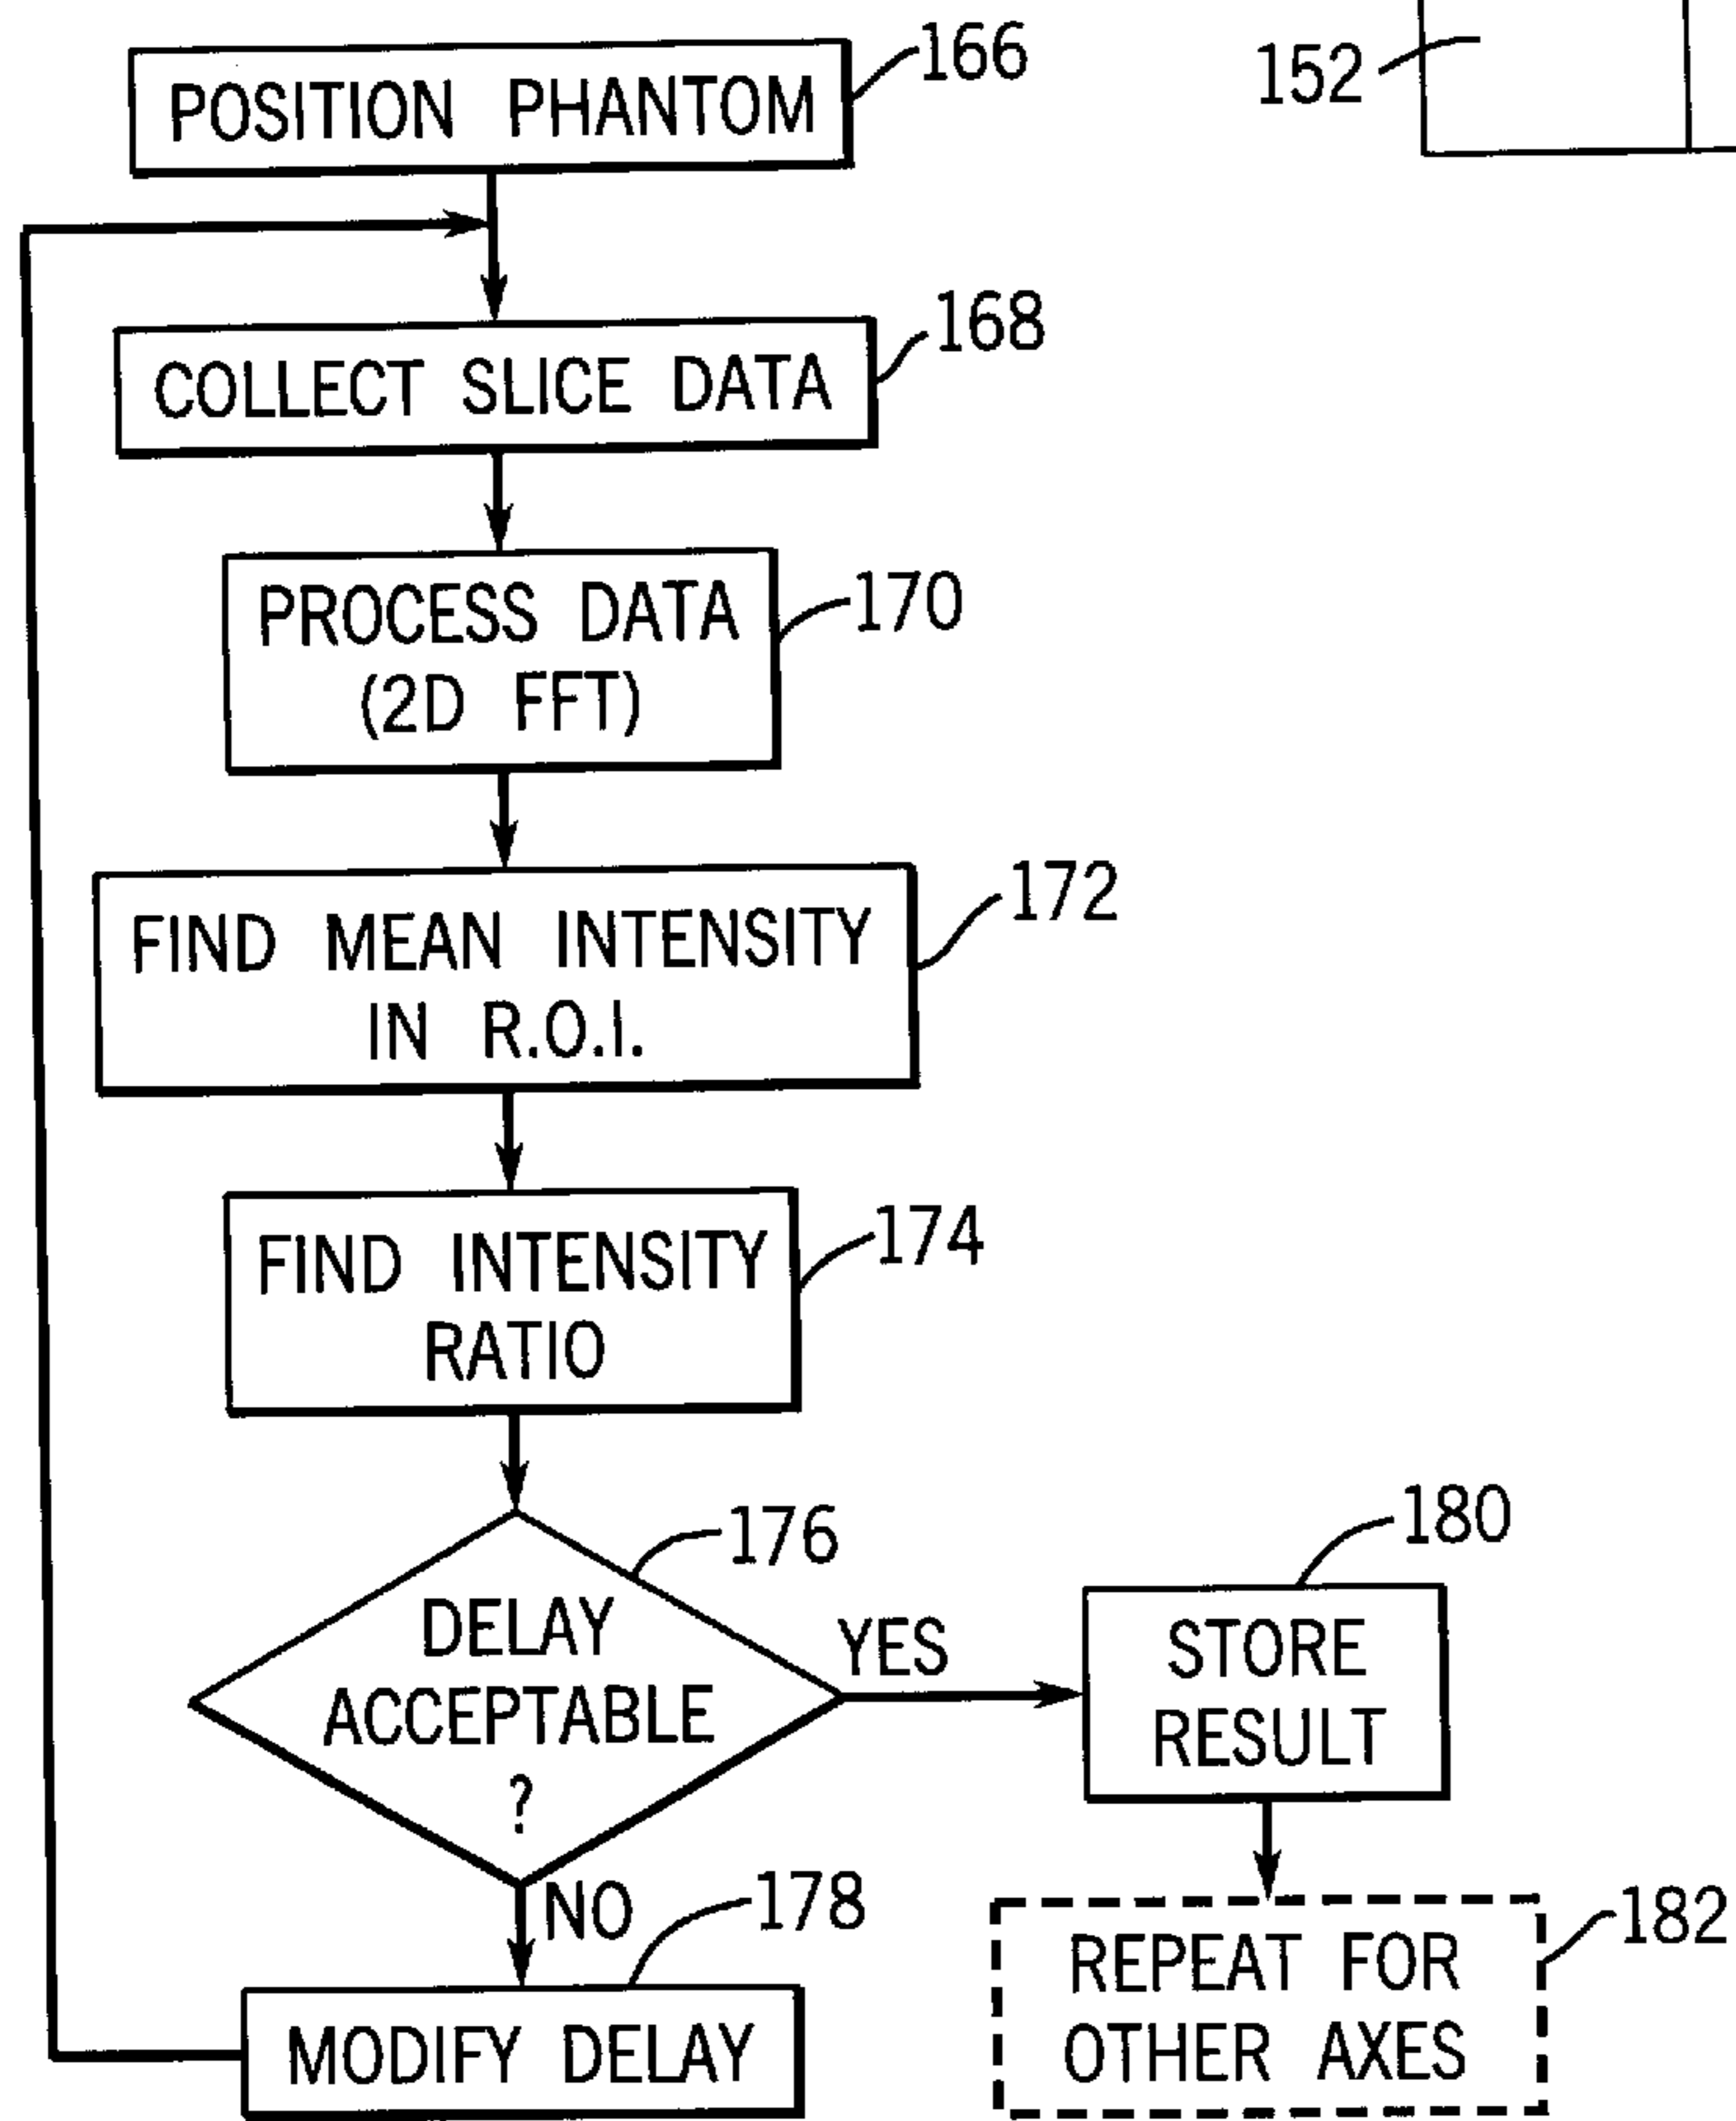 166
POSITION PHANTOM
152
168
COLLECT SLICE DATA
170
PROCESS DATA
(2D FFT)
172
FIND MEAN INTENSITY
IN R.O.I.
174
FIND INTENSITY
RATIO
176
DELAY
ACCEPTABLE
?
YES
180
STORE
RESULT
NO
178
MODIFY DELAY
182
REPEAT FOR
OTHER AXES